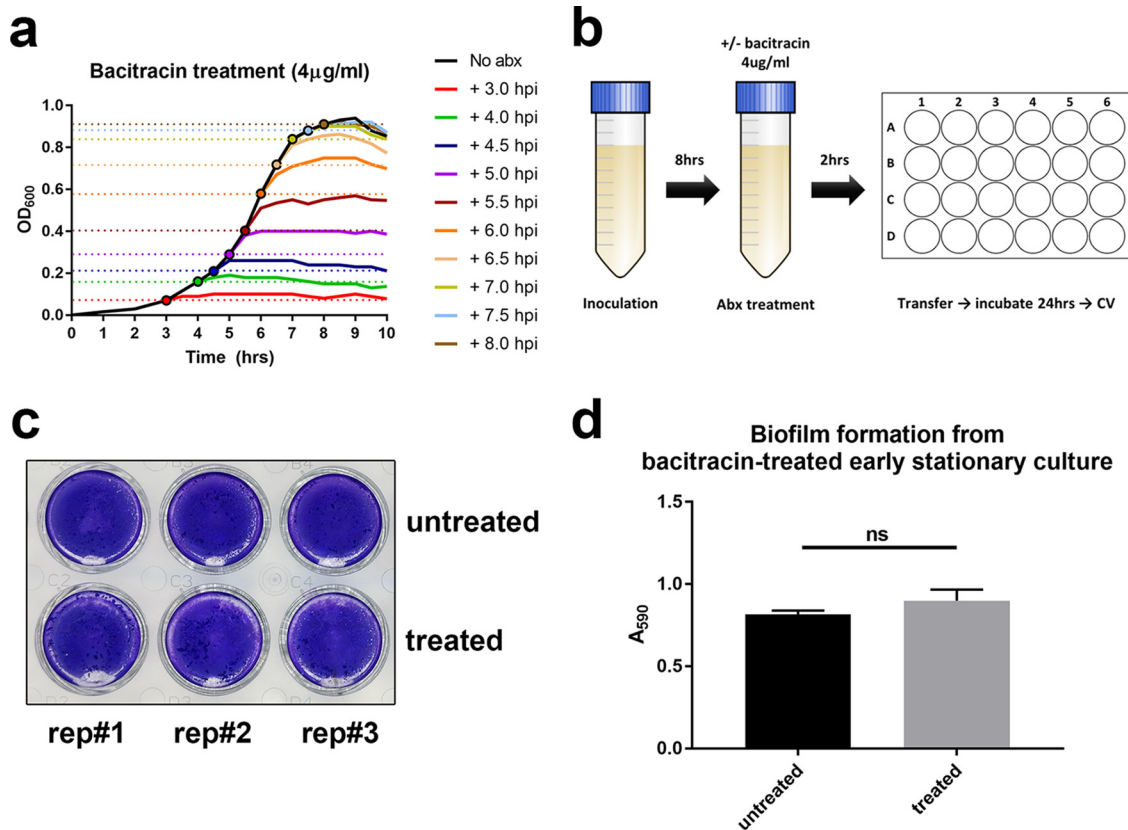 a
Bacitracin treatment (4μg/ml)
OD600
1.0
0.8
0.6
0.4
0.2
0.0
0 1 2 3 4 5 6 7 8 9 10
Time (hrs)
No abx
+ 3.0 hpi
+ 4.0 hpi
+ 4.5 hpi
+ 5.0 hpi
+ 5.5 hpi
+ 6.0 hpi
+ 6.5 hpi
+ 7.0 hpi
+ 7.5 hpi
+ 8.0 hpi
b
+/- bacitracin
4ug/ml
8hrs
2hrs
Inoculation
Abx treatment
1 2 3 4 5 6
A
B
C
D
Transfer → incubate 24hrs → CV
c
C2
C3
C4
untreated
treated
rep#1 rep#2 rep#3
d
Biofilm formation from
bacitracin-treated early stationary culture
A590
1.5
1.0
0.5
0.0
ns
untreated
treated